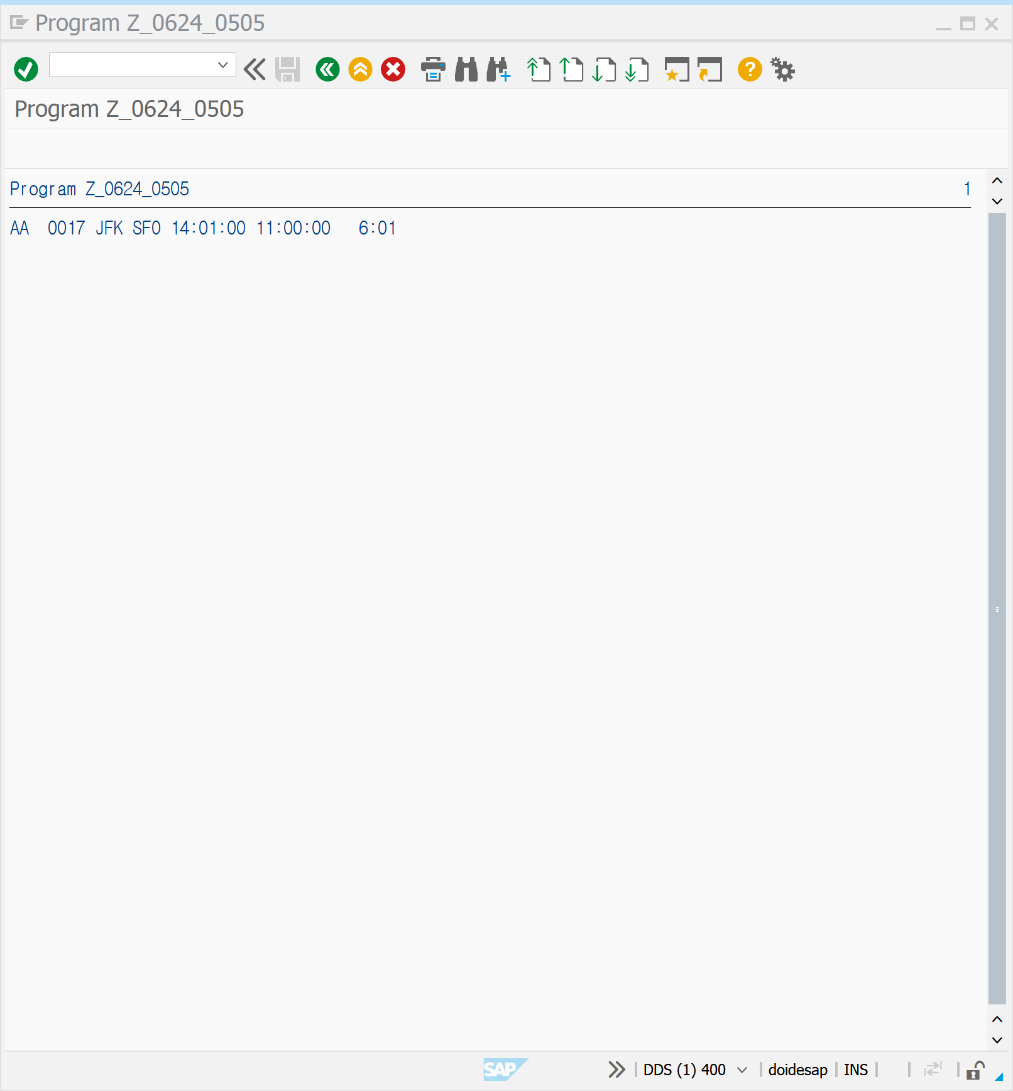 Program Z_0624_0505
Program Z_0624_0505
Program Z_0624_0505 1
AA 0017 JFK SFO 14:01:00 11:00:00 6:01
SAP DDS (1) 400 doidesap INS